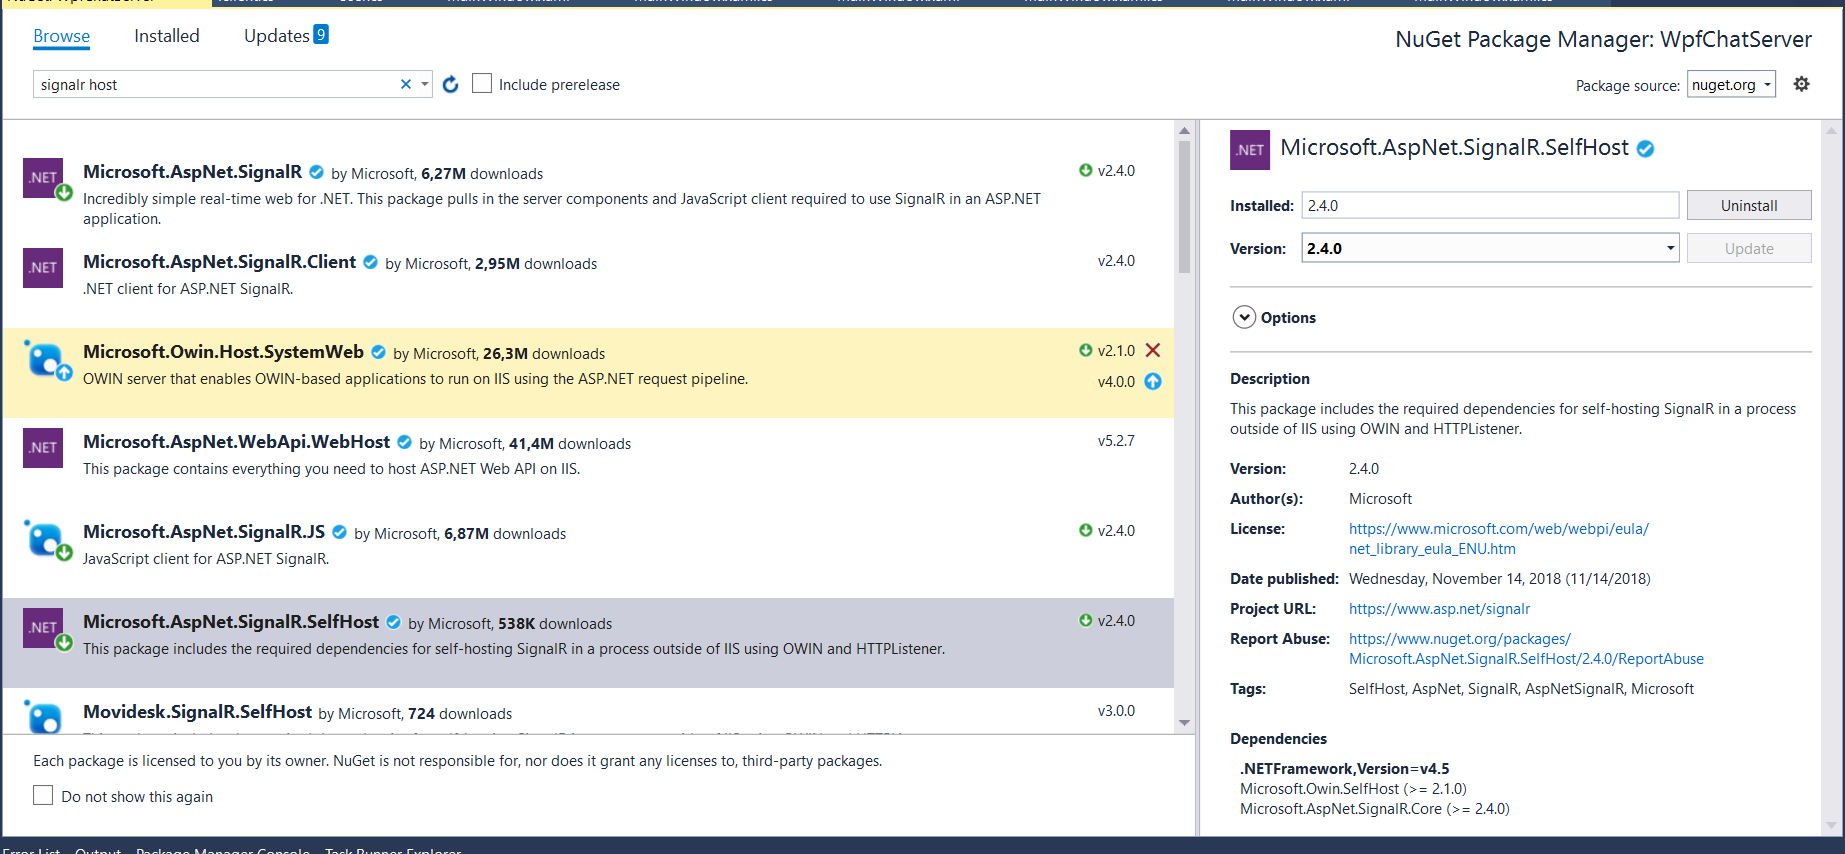 Browse
Installed
Updates 9
NuGet Package Manager: WpfChatServer
signalr host
Include prerelease
Package source: nuget.org
.NET
Microsoft.AspNet.SignalR by Microsoft, 6,27M downloads
v2.4.0
Incredibly simple real-time web for .NET. This package pulls in the server components and JavaScript client required to use SignalR in an ASP.NET
application.
.NET
Microsoft.AspNet.SignalR.Client by Microsoft, 2,95M downloads
v2.4.0
.NET client for ASP.NET SignalR.
Microsoft.Owin.Host.SystemWeb by Microsoft, 26,3M downloads
v2.1.0
OWIN server that enables OWIN-based applications to run on IIS using the ASP.NET request pipeline.
v4.0.0
.NET
Microsoft.AspNet.WebApi.WebHost by Microsoft, 41,4M downloads
v5.2.7
This package contains everything you need to host ASP.NET Web API on IIS.
Microsoft.AspNet.SignalR.JS by Microsoft, 6,87M downloads
v2.4.0
JavaScript client for ASP.NET SignalR.
.NET
Microsoft.AspNet.SignalR.SelfHost by Microsoft, 538K downloads
v2.4.0
This package includes the required dependencies for self-hosting SignalR in a process outside of IIS using OWIN and HTTPListener.
Movidesk.SignalR.SelfHost by Microsoft, 724 downloads
v3.0.0
Each package is licensed to you by its owner. NuGet is not responsible for, nor does it grant any licenses to, third-party packages.
Do not show this again
.NET
Microsoft.AspNet.SignalR.SelfHost
Installed: 2.4.0
Uninstall
Version: 2.4.0
Update
Options
Description
This package includes the required dependencies for self-hosting SignalR in a process
outside of IIS using OWIN and HTTPListener.
Version: 2.4.0
Author(s): Microsoft
License: https://www.microsoft.com/web/webpi/eula/
net_library_eula_ENU.htm
Date published: Wednesday, November 14, 2018 (11/14/2018)
Project URL: https://www.asp.net/signalr
Report Abuse: https://www.nuget.org/packages/
Microsoft.AspNet.SignalR.SelfHost/2.4.0/ReportAbuse
Tags: SelfHost, AspNet, SignalR, AspNetSignalR, Microsoft
Dependencies
.NETFramework,Version=v4.5
Microsoft.Owin.SelfHost (>= 2.1.0)
Microsoft.AspNet.SignalR.Core (>= 2.4.0)
Error List Output Package Manager Console Task Runner Explorer